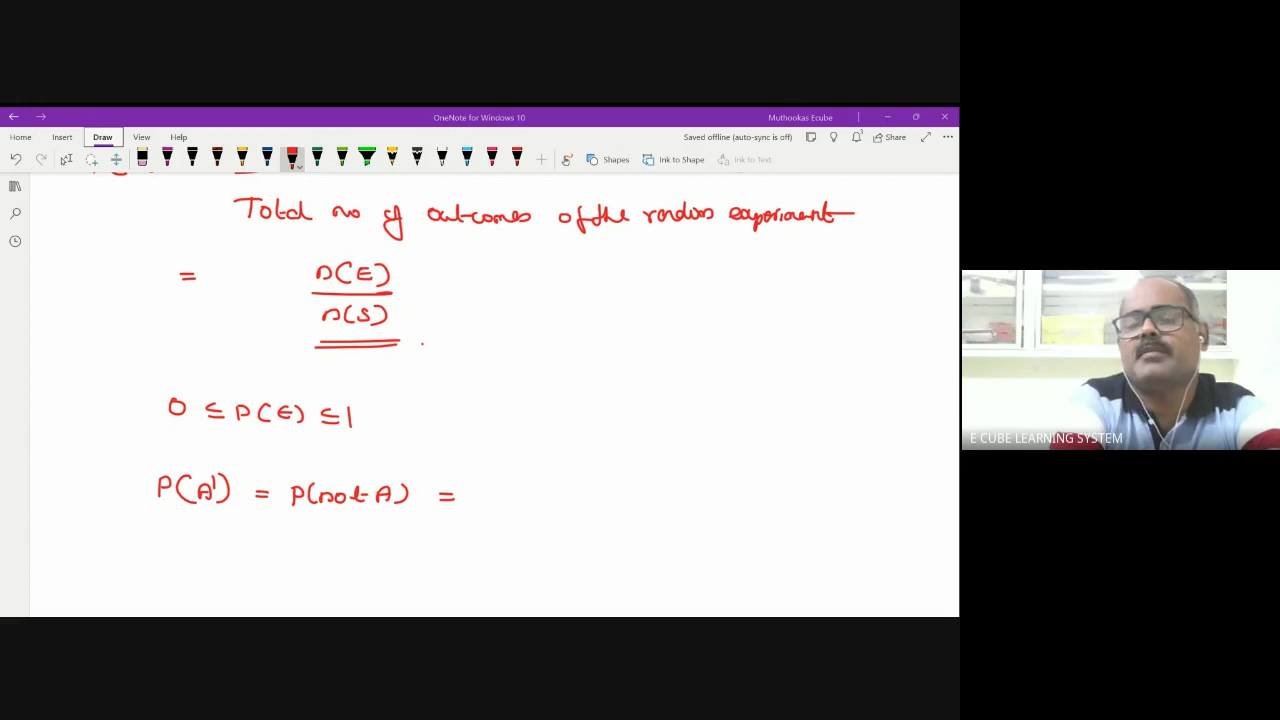 OneNote for Windows 10
Muthookas Ecube
Home Insert Draw View Help
Saved offline (auto-sync is off)
Share
Shapes
Ink to Shape
Ink to Text
Total no of outcomes of the random experiment
= n(E)
n(S)
0 ≤ P(E) ≤ 1
P(A') = P(not A) =
E CUBE LEARNING SYSTEM